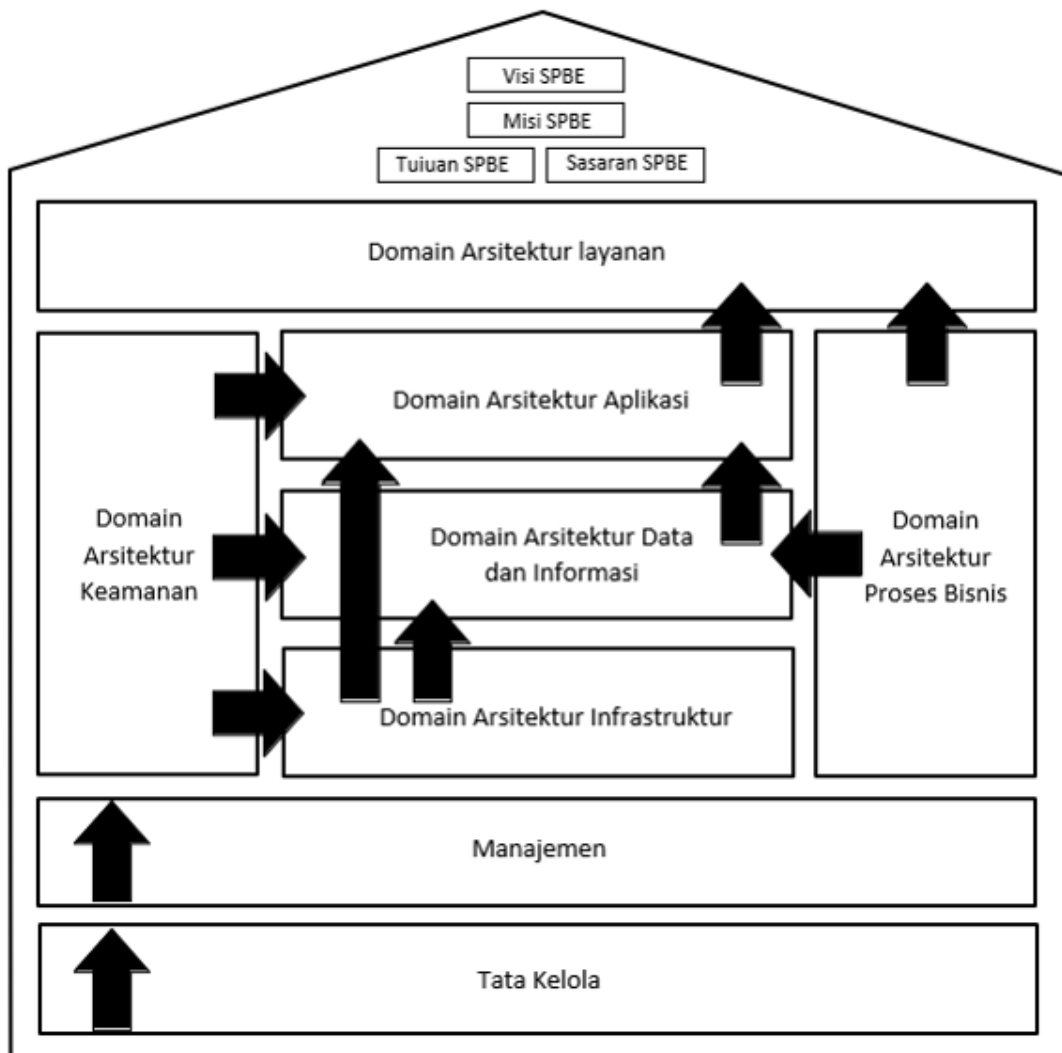 Visi SPBE
Misi SPBE
Tuiuan SPBE
Sasaran SPBE
Domain Arsitektur layanan
Domain Arsitektur Aplikasi
Domain
Arsitektur
Keamanan
Domain Arsitektur Data
dan Informasi
Domain
Arsitektur
Proses Bisnis
Domain Arsitektur Infrastruktur
Manajemen
Tata Kelola